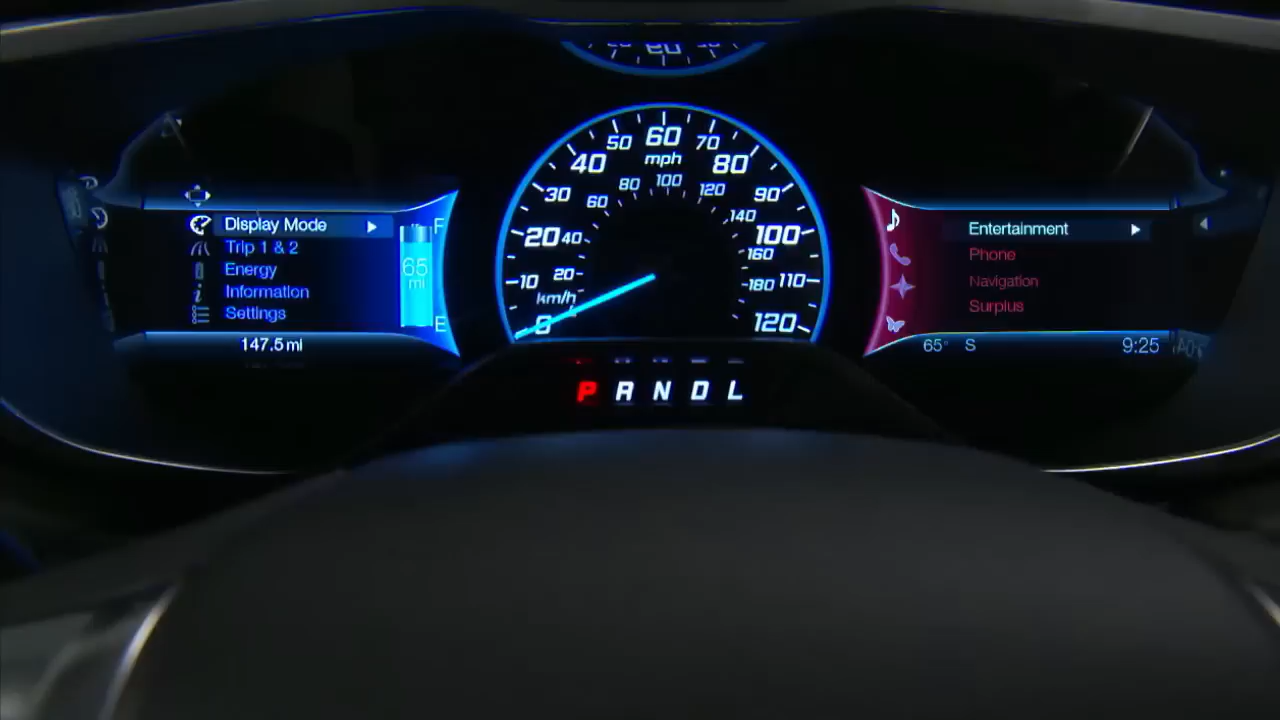 Display Mode
Trip 1 & 2
Energy
Information
Settings
147.5 mi
F
65
mi
E
0
10
20
30
40
50
60
70
80
90
100
110
120
mph
km/h
20
40
60
80
100
120
140
160
180
P R N D L
Entertainment
Phone
Navigation
Surplus
65° S
9:25